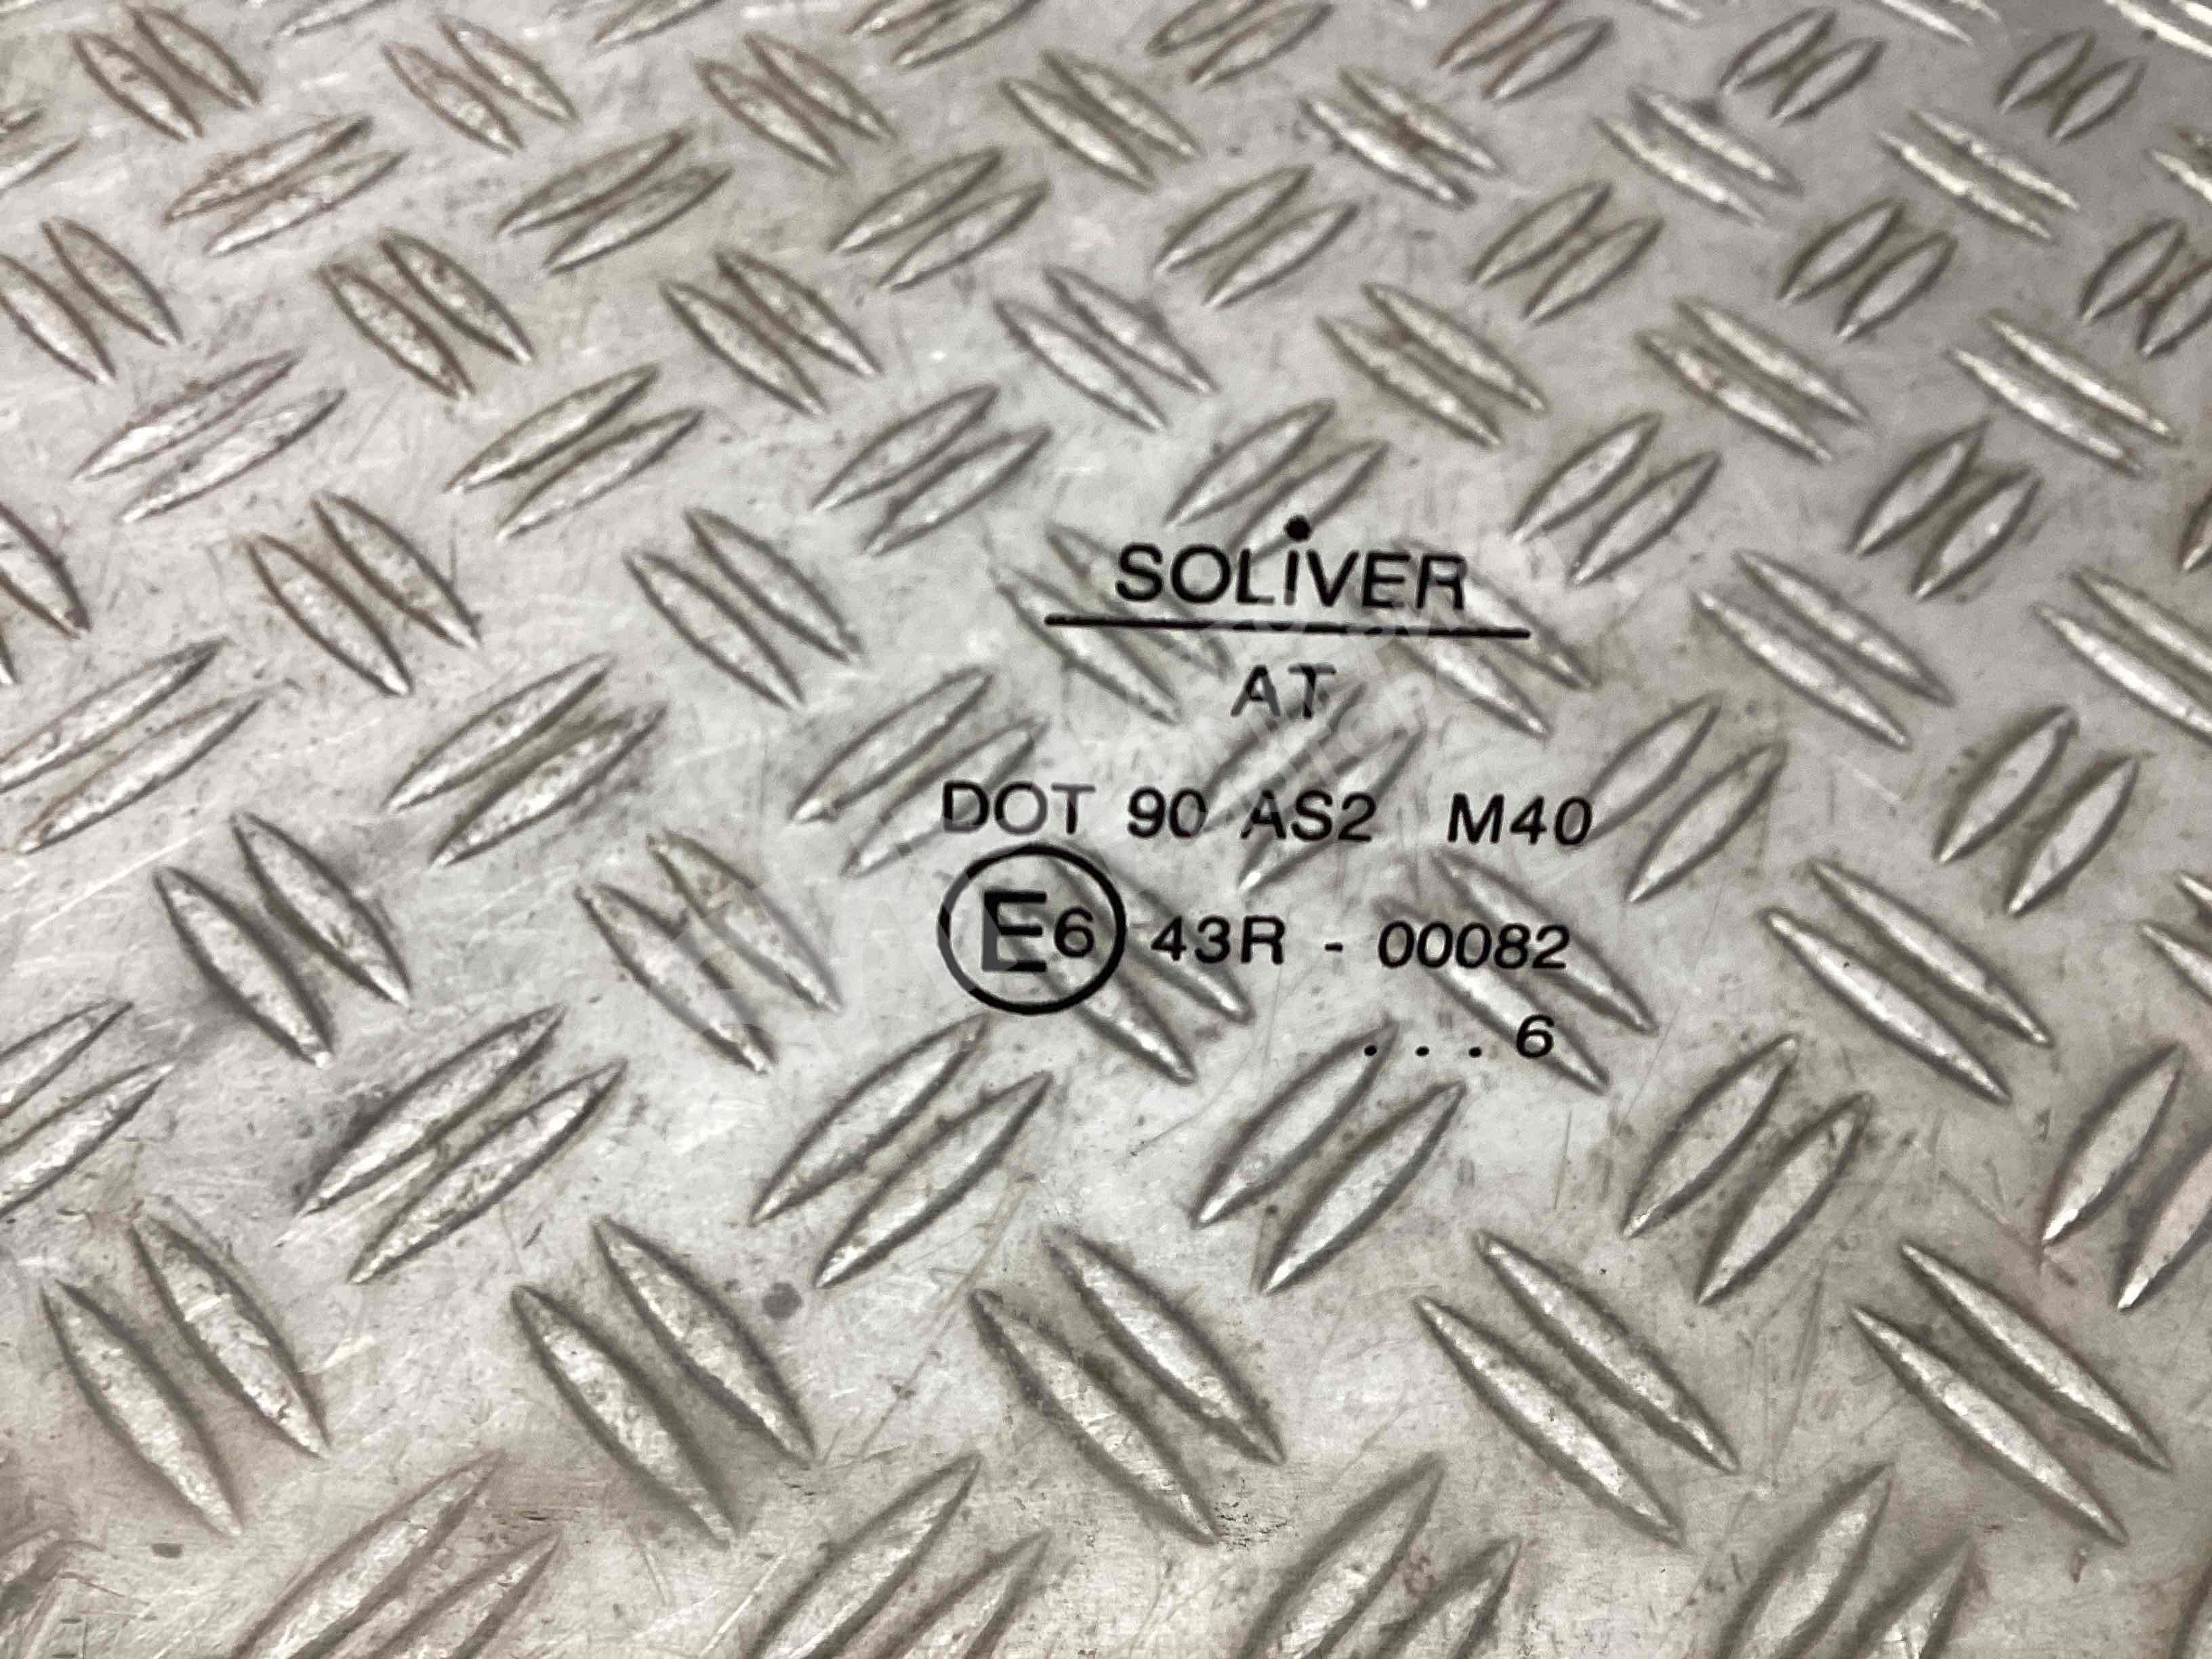 SOLiVER
AT
DOT 90 AS2 M40
E6 43R - 00082
...6